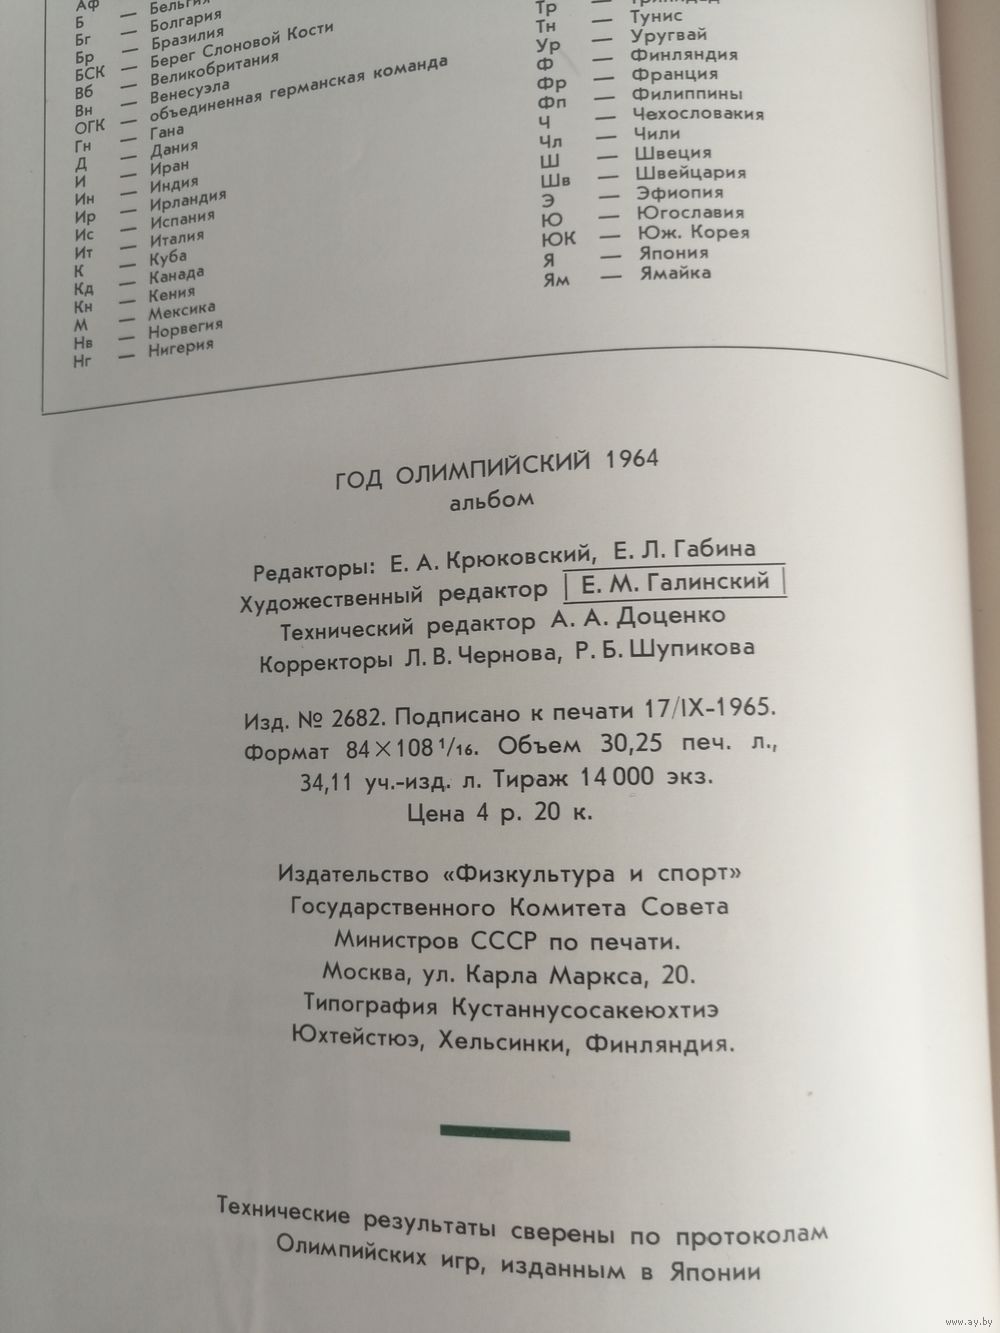 Аф
Б — Бельгия
Бг — Болгария
Бр — Бразилия
БСК — Берег Слоновой Кости
Вб — Великобритания
Вн — Венесуэла
ОГК — объединенная германская команда
Гн — Гана
Д — Дания
И — Иран
Ин — Индия
Ир — Ирландия
Ис — Испания
Ит — Италия
К — Куба
Кд — Канада
Кн — Кения
М — Мексика
Нв — Норвегия
Нг — Нигерия
Тр —
Тн — Тунис
Ур — Уругвай
Ф — Финляндия
Фр — Франция
Фп — Филиппины
Ч — Чехословакия
Чл — Чили
Ш — Швеция
Шв — Швейцария
Э — Эфиопия
Ю — Югославия
ЮК — Юж. Корея
Я — Япония
Ям — Ямайка
ГОД ОЛИМПИЙСКИЙ 1964
альбом
Редакторы: Е. А. Крюковский, Е. Л. Габина
Художественный редактор | Е. М. Галинский |
Технический редактор А. А. Доценко
Корректоры Л. В. Чернова, Р. Б. Шупикова
Изд. № 2682. Подписано к печати 17/IX-1965.
Формат 84×108 1/16. Объем 30,25 печ. л.,
34,11 уч.-изд. л. Тираж 14 000 экз.
Цена 4 р. 20 к.
Издательство «Физкультура и спорт»
Государственного Комитета Совета
Министров СССР по печати.
Москва, ул. Карла Маркса, 20.
Типография Кустаннусосакеюхтиэ
Юхтейстюэ, Хельсинки, Финляндия.
Технические результаты сверены по протоколам
Олимпийских игр, изданным в Японии
www.ay.by